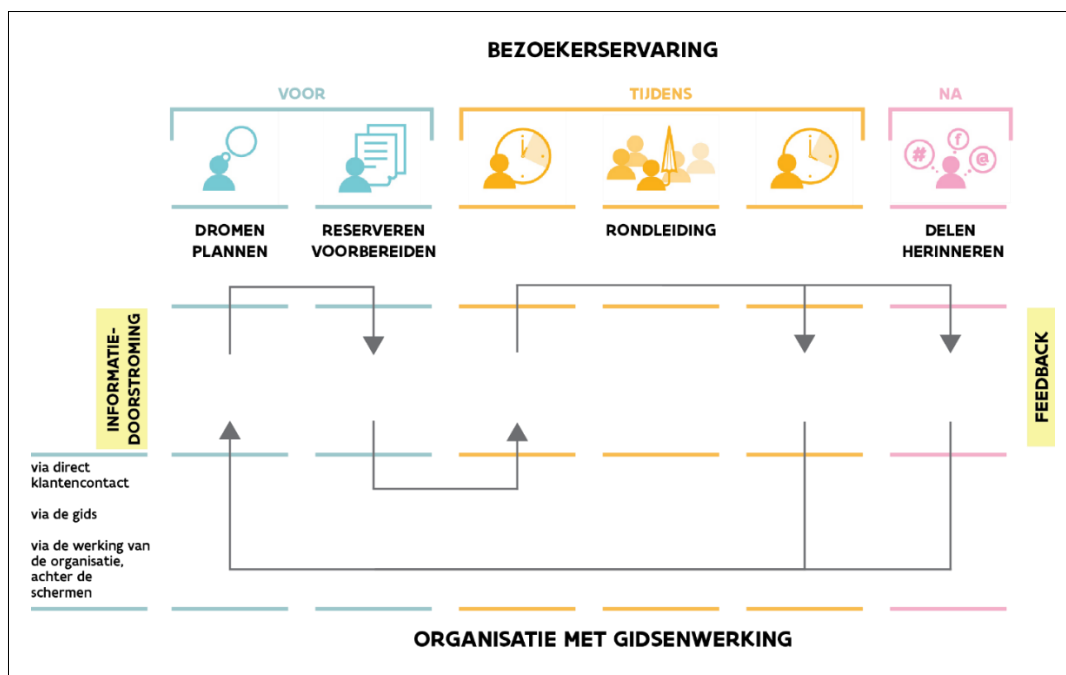 BEZOEKERSERVARING
VOOR
TIJDENS
NA
#
f
@
DROMEN
PLANNEN
RESERVEREN
VOORBEREIDEN
RONDLEIDING
DELEN
HERINNEREN
INFORMATIE-
DOORSTROMING
FEEDBACK
via direct
klantencontact
via de gids
via de werking van
de organisatie,
achter de
schermen
ORGANISATIE MET GIDSENWERKING